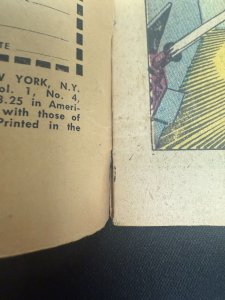 TE
W YORK, N.Y.
ol. 1, No. 4,
3.25 in Ameri-
with those of
Printed in the